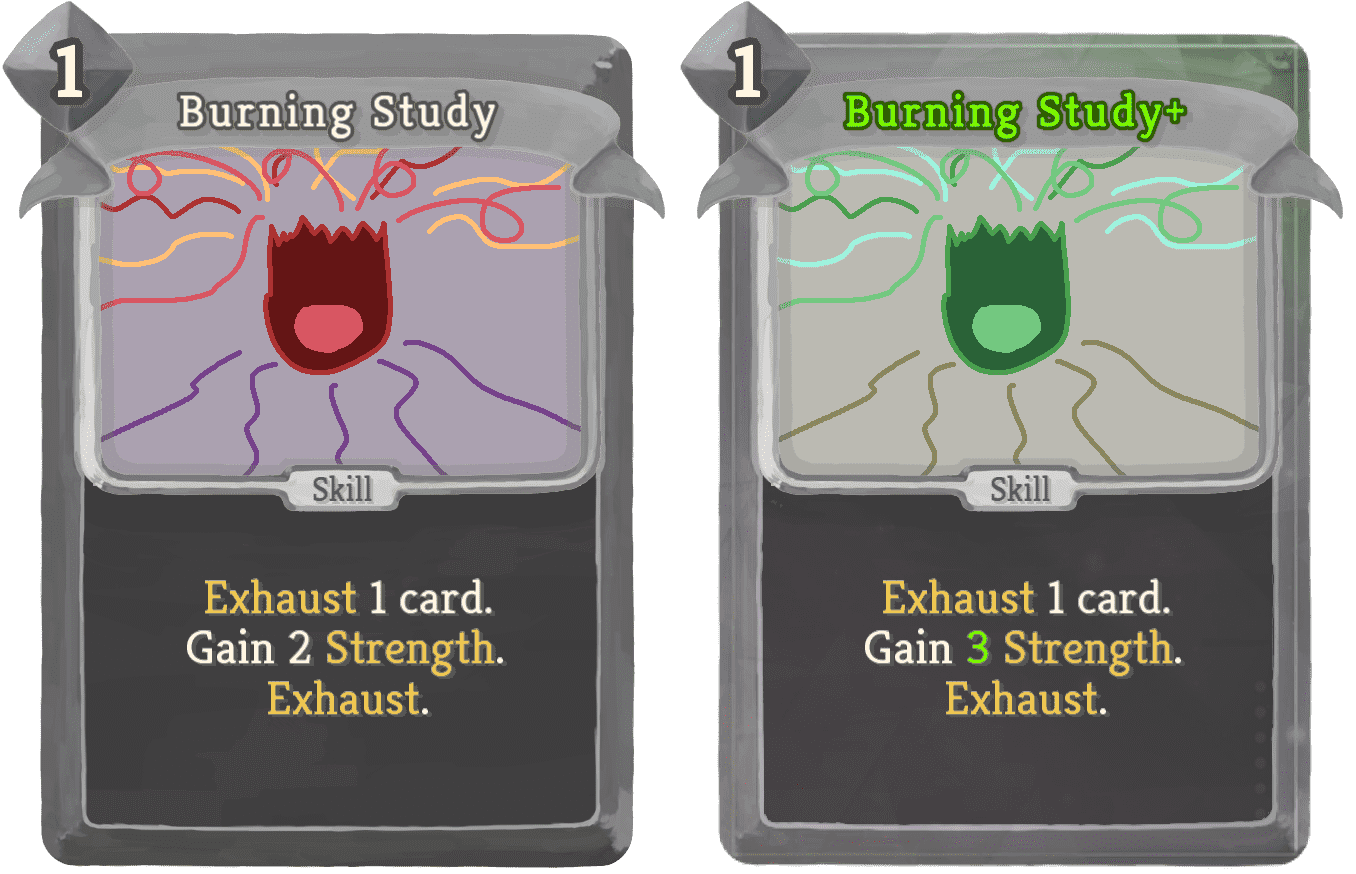 1
Burning Study
Skill
Exhaust 1 card.
Gain 2 Strength.
Exhaust.
1
Burning Study+
Skill
Exhaust 1 card.
Gain 3 Strength.
Exhaust.